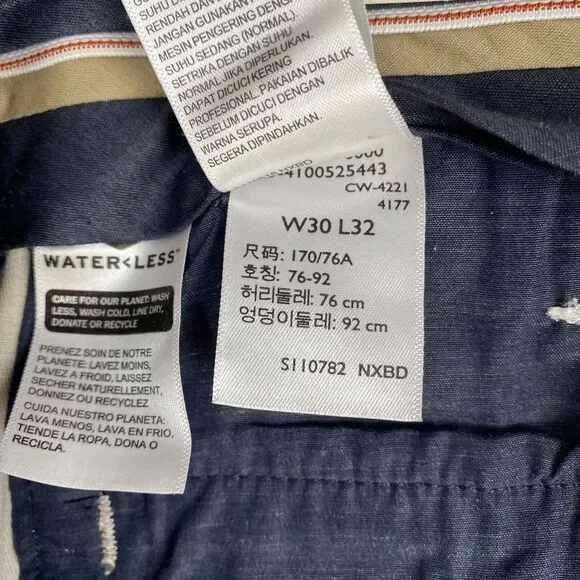 SUHU DA
RENDAH DAN
JANGAN GUNAKAN
MESIN PENGERING DENGAN
SUHU SEDANG (NORMAL)
SETRIKA DENGAN SUHU
NORMAL JIKA DIPERLUKAN
DAPAT DICUCI KERING
PROFESIONAL. PAKAIAN DIBALIK
SEBELUM DICUCI DENGAN
WARNA SERUPA.
SEGERA DIPINDAHKAN.
4100525443
CW-4221
4177
W30 L32
尺码: 170/76A
호칭: 76-92
허리둘레: 76 cm
엉덩이둘레: 92 cm
S110782 NXBD
WATER<LESS™
CARE FOR OUR PLANET: WASH
LESS, WASH COLD, LINE DRY,
DONATE OR RECYCLE
PRENEZ SOIN DE NOTRE
PLANETE: LAVEZ MOINS,
LAVEZ A FROID, LAISSEZ
SECHER NATURELLEMENT,
DONNEZ OU RECYCLEZ
CUIDA NUESTRO PLANETA:
LAVA MENOS, LAVA EN FRIO,
TIENDE LA ROPA, DONA O
RECICLA.